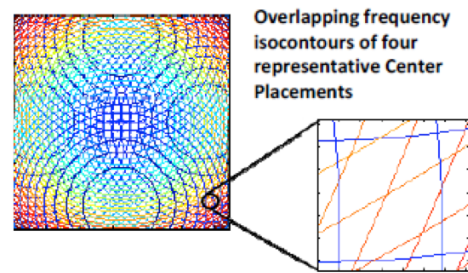 Overlapping frequency
isocontours of four
representative Center
Placements